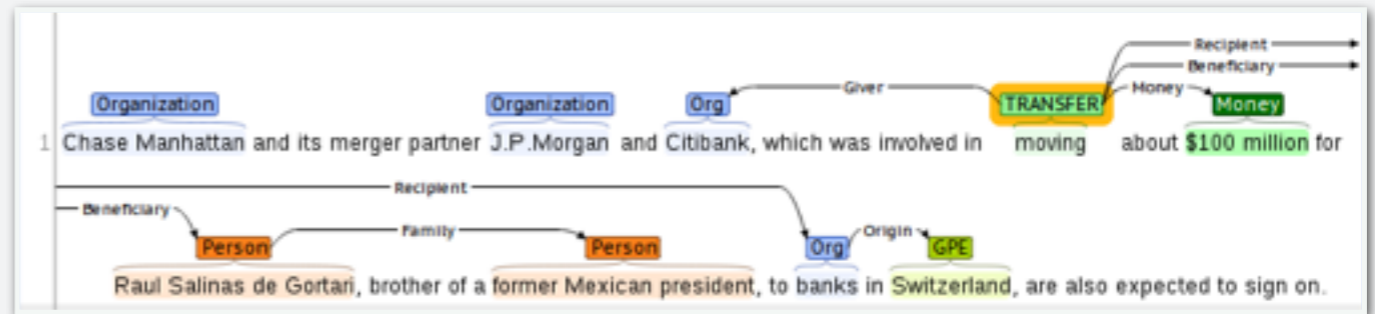 Recipient
Beneficiary
Organization Organization Org Giver TRANSFER Money Money
1 Chase Manhattan and its merger partner J.P.Morgan and Citibank, which was involved in moving about $100 million for
Recipient
Beneficiary Family Origin
Person Person Org GPE
Raul Salinas de Gortari, brother of a former Mexican president, to banks in Switzerland, are also expected to sign on.